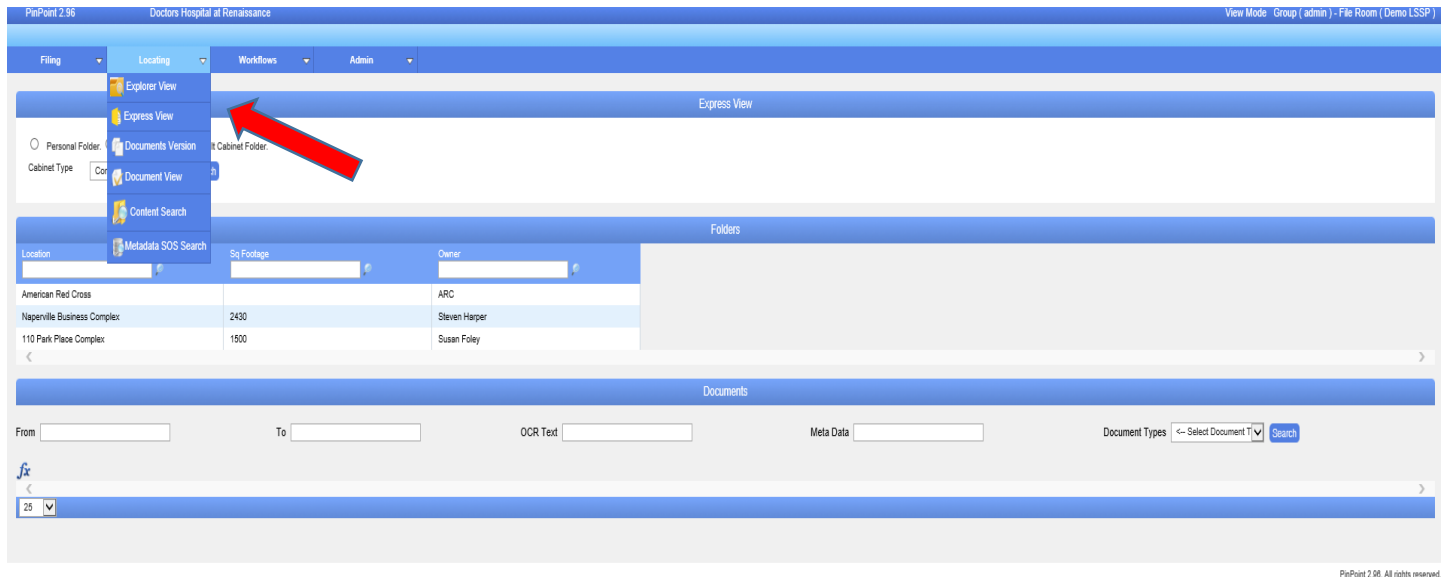 PinPoint 2.96 Doctors Hospital at Renaissance View Mode Group ( admin ) - File Room ( Demo LSSP )
Filing Locating Workflows Admin
Explorer View
Express View
Express View
Personal Folder. Documents Version lt Cabinet Folder.
Cabinet Type Cor Document View
Content Search
Folders
Metadata SOS Search
Location Sq Footage Owner
American Red Cross ARC
Naperville Business Complex 2430 Steven Harper
110 Park Place Complex 1500 Susan Foley
Documents
From To OCR Text Meta Data Document Types <-- Select Document T Search
fx
25
PinPoint 2.96. All rights reserved.